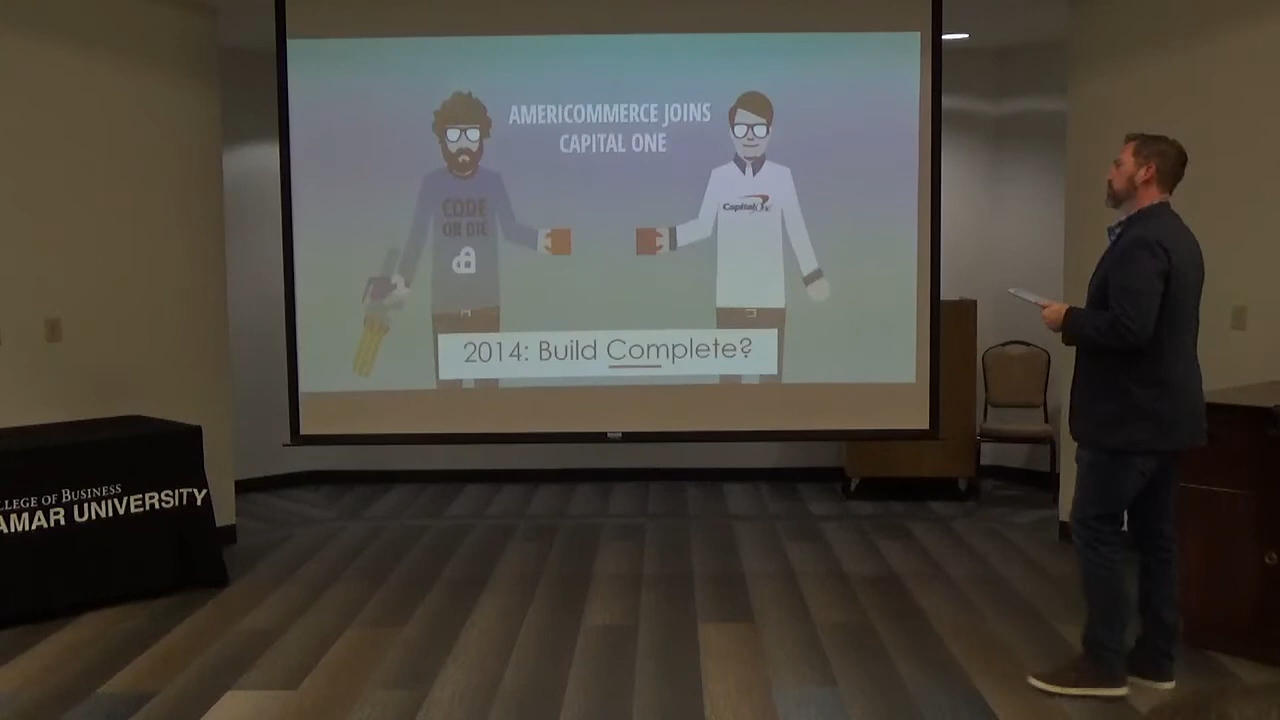 AMERICOMMERCE JOINS
CAPITAL ONE
CODE
OR DIE
Capital One
2014: Build Complete?
LLEGE OF BUSINESS
AMAR UNIVERSITY